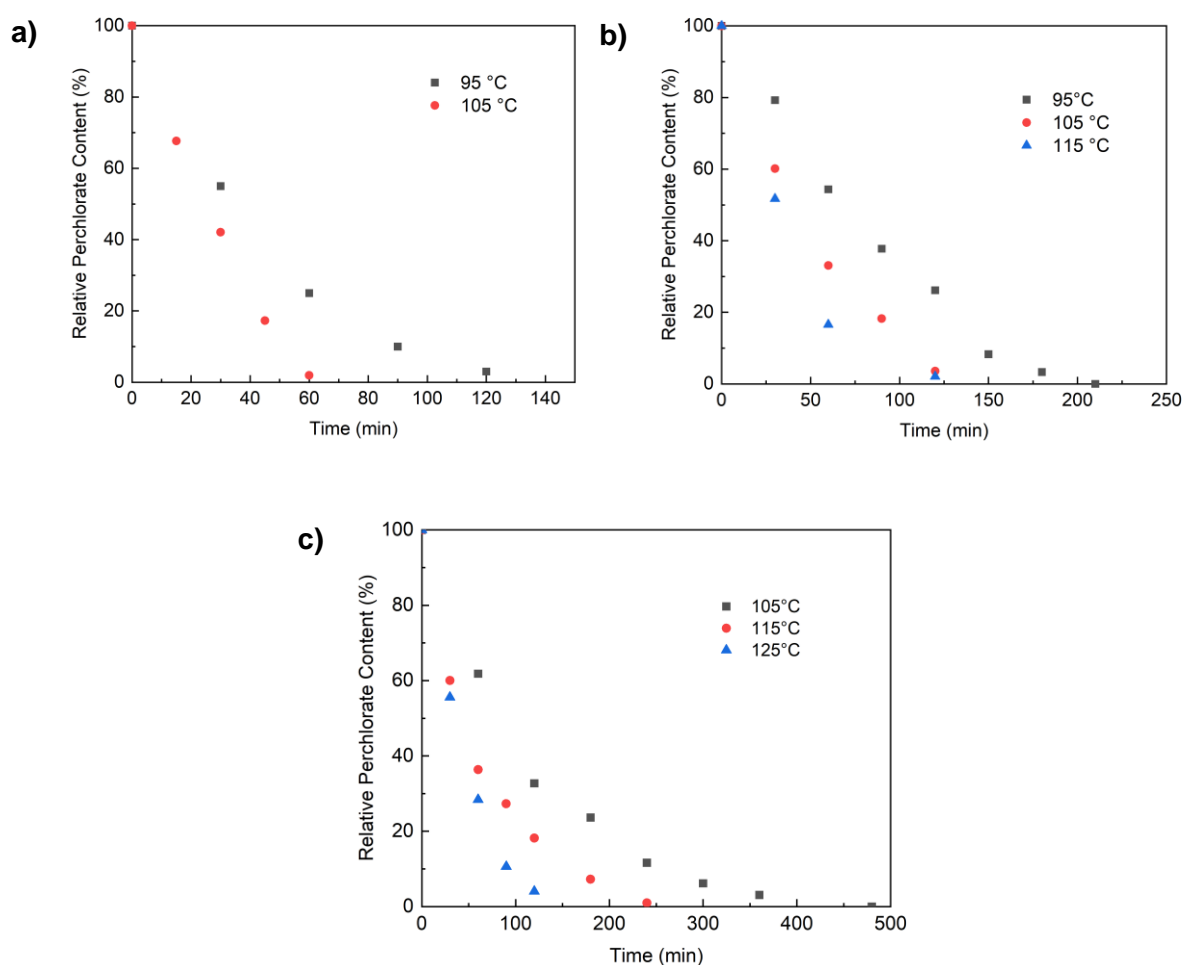 a)
Relative Perchlorate Content (%)
100
80
60
40
20
0
95 °C
105 °C
0 20 40 60 80 100 120 140
Time (min)
b)
Relative Perchlorate Content (%)
100
80
60
40
20
0
95°C
105 °C
115 °C
0 50 100 150 200 250
Time (min)
c)
Relative Perchlorate Content (%)
100
80
60
40
20
0
105°C
115°C
125°C
0 100 200 300 400 500
Time (min)